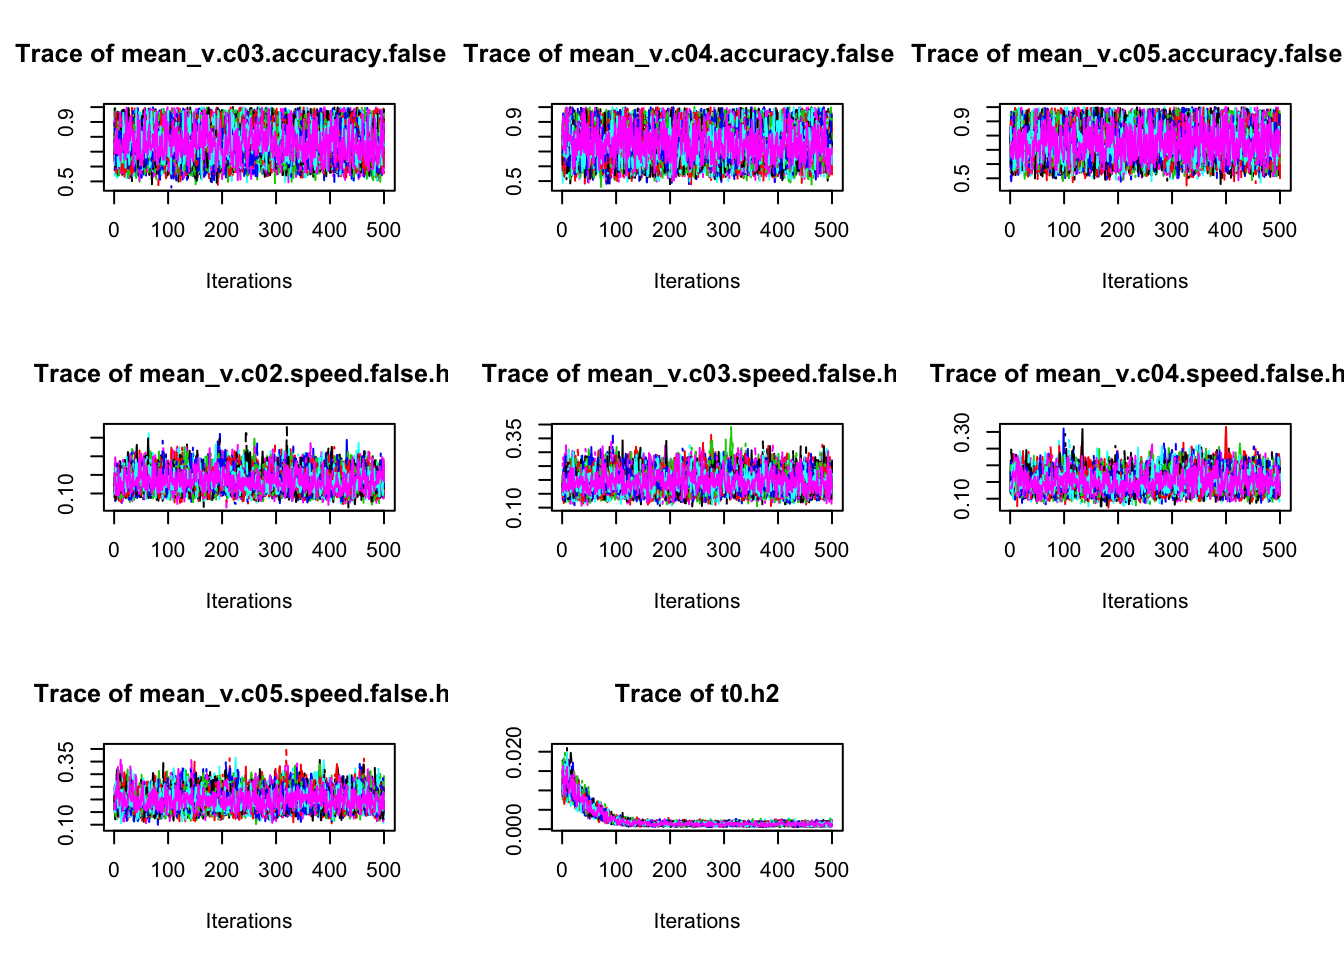 Trace of mean_v.c03.accuracy.false
Trace of mean_v.c04.accuracy.false
Trace of mean_v.c05.accuracy.false
0.9
0.5
0 100 200 300 400 500
Iterations
0.9
0.5
0 100 200 300 400 500
Iterations
0.9
0.5
0 100 200 300 400 500
Iterations
Trace of mean_v.c02.speed.false.h
Trace of mean_v.c03.speed.false.h
Trace of mean_v.c04.speed.false.h
0.10
0 100 200 300 400 500
Iterations
0.35
0.10
0 100 200 300 400 500
Iterations
0.30
0.10
0 100 200 300 400 500
Iterations
Trace of mean_v.c05.speed.false.h
Trace of t0.h2
0.35
0.10
0 100 200 300 400 500
Iterations
0.020
0.000
0 100 200 300 400 500
Iterations